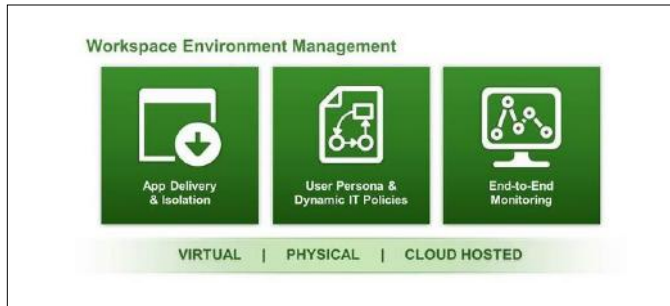 Workspace Environment Management
App Delivery
& Isolation
User Persona &
Dynamic IT Policies
End-to-End
Monitoring
VIRTUAL | PHYSICAL | CLOUD HOSTED